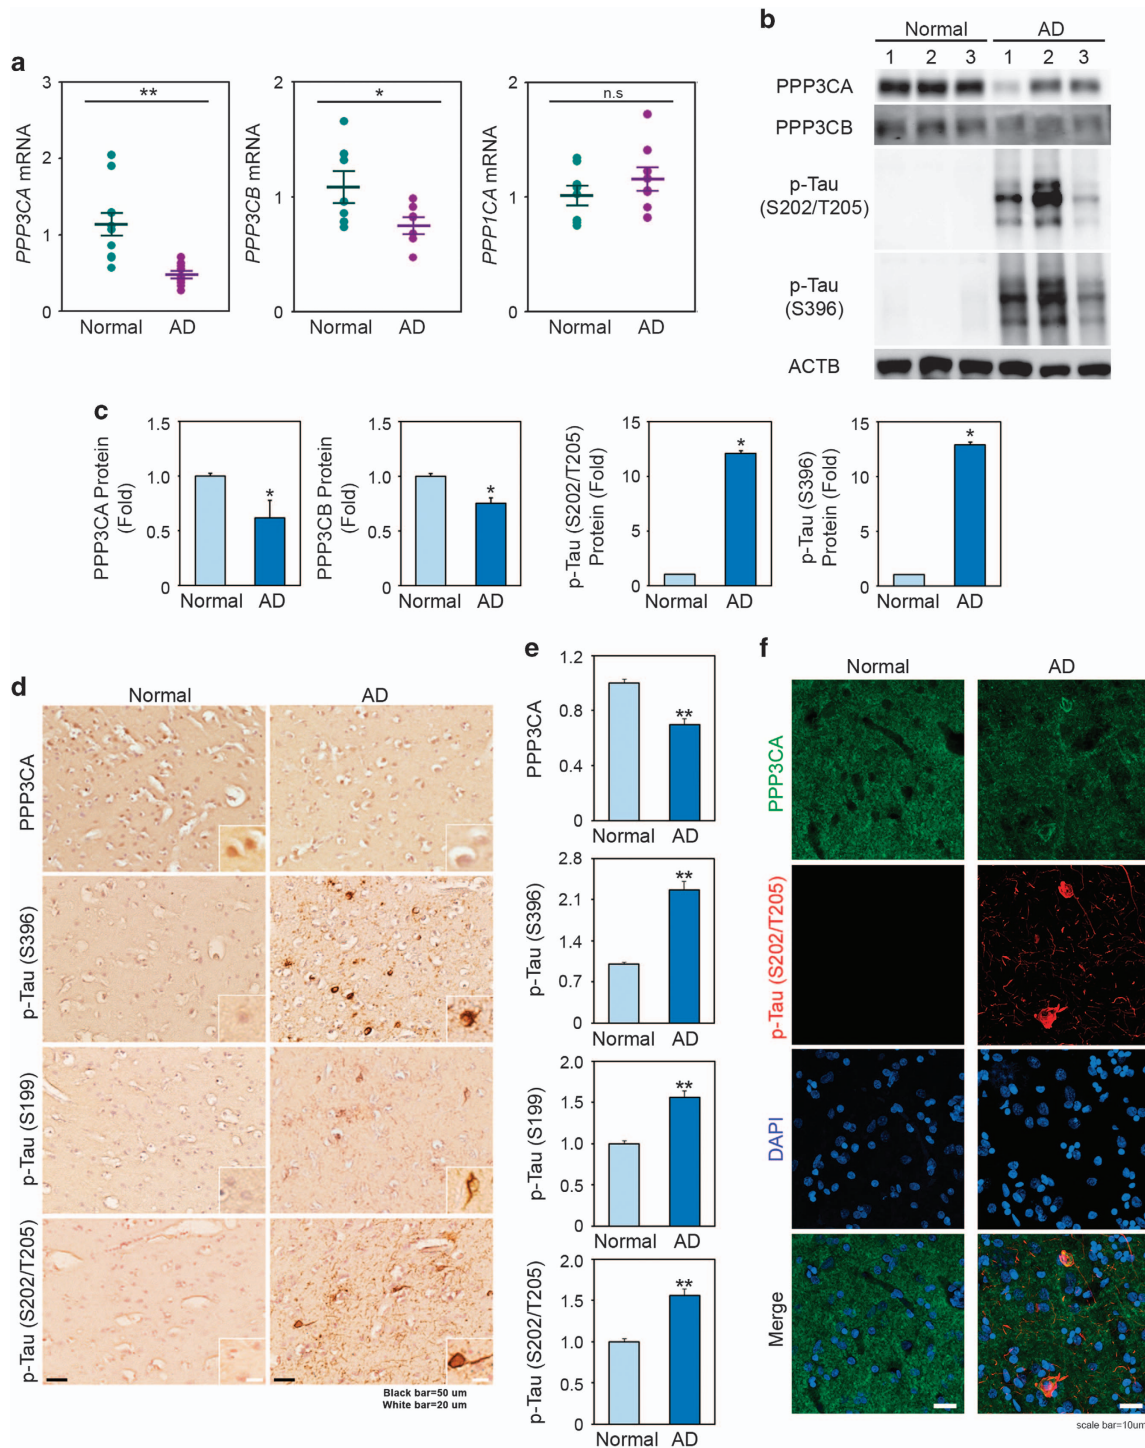 a
PPP3CA mRNA
3
2
1
0
**
Normal AD
PPP3CB mRNA
2
1
0
*
Normal AD
PPP1CA mRNA
2
1
0
n.s
Normal AD
b
Normal AD
1 2 3 1 2 3
PPP3CA
PPP3CB
p-Tau
(S202/T205)
p-Tau
(S396)
ACTB
c
PPP3CA Protein
(Fold)
1.5
1.0
0.5
0
*
Normal AD
PPP3CB Protein
(Fold)
1.5
1.0
0.5
0
*
Normal AD
p-Tau (S202/T205)
Protein (Fold)
15
10
5
0
*
Normal AD
p-Tau (S396)
Protein (Fold)
15
10
5
0
*
Normal AD
d
Normal AD
PPP3CA
p-Tau (S396)
p-Tau (S199)
p-Tau (S202/T205)
Black bar=50 um
White bar=20 um
e
PPP3CA
1.2
0.8
0.4
0
**
Normal AD
p-Tau (S396)
2.8
2.1
1.4
0.7
0
**
Normal AD
p-Tau (S199)
2.0
1.5
1.0
0.5
0
**
Normal AD
p-Tau (S202/T205)
2.0
1.5
1.0
0.5
0
**
Normal AD
f
Normal AD
PPP3CA
p-Tau (S202/T205)
DAPI
Merge
scale bar=10um